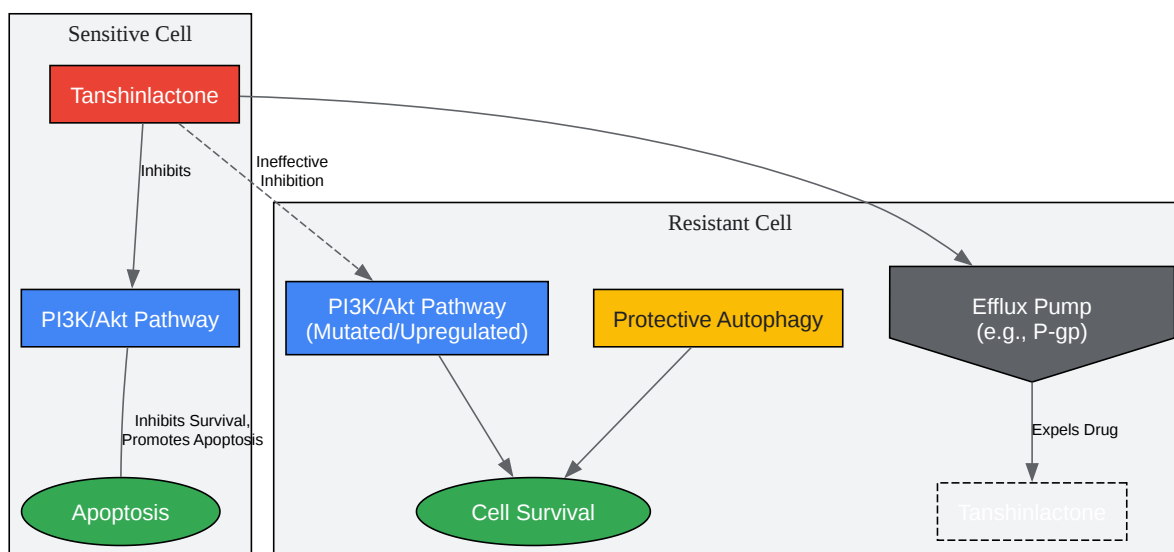 Sensitive Cell
Tanshinlactone
Inhibits
Ineffective
Inhibition
Resistant Cell
PI3K/Akt Pathway
PI3K/Akt Pathway
(Mutated/Upregulated)
Protective Autophagy
Efflux Pump
(e.g., P-gp)
Inhibits Survival,
Promotes Apoptosis
Expels Drug
Apoptosis
Cell Survival
Tanshinlactone